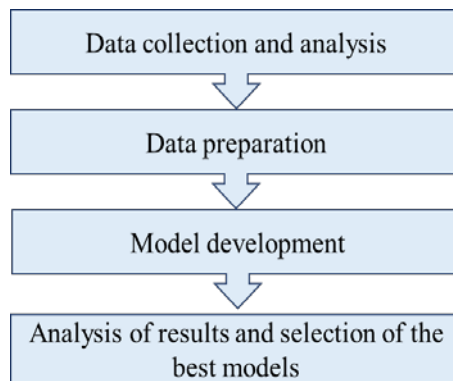 Data collection and analysis
Data preparation
Model development
Analysis of results and selection of the
best models